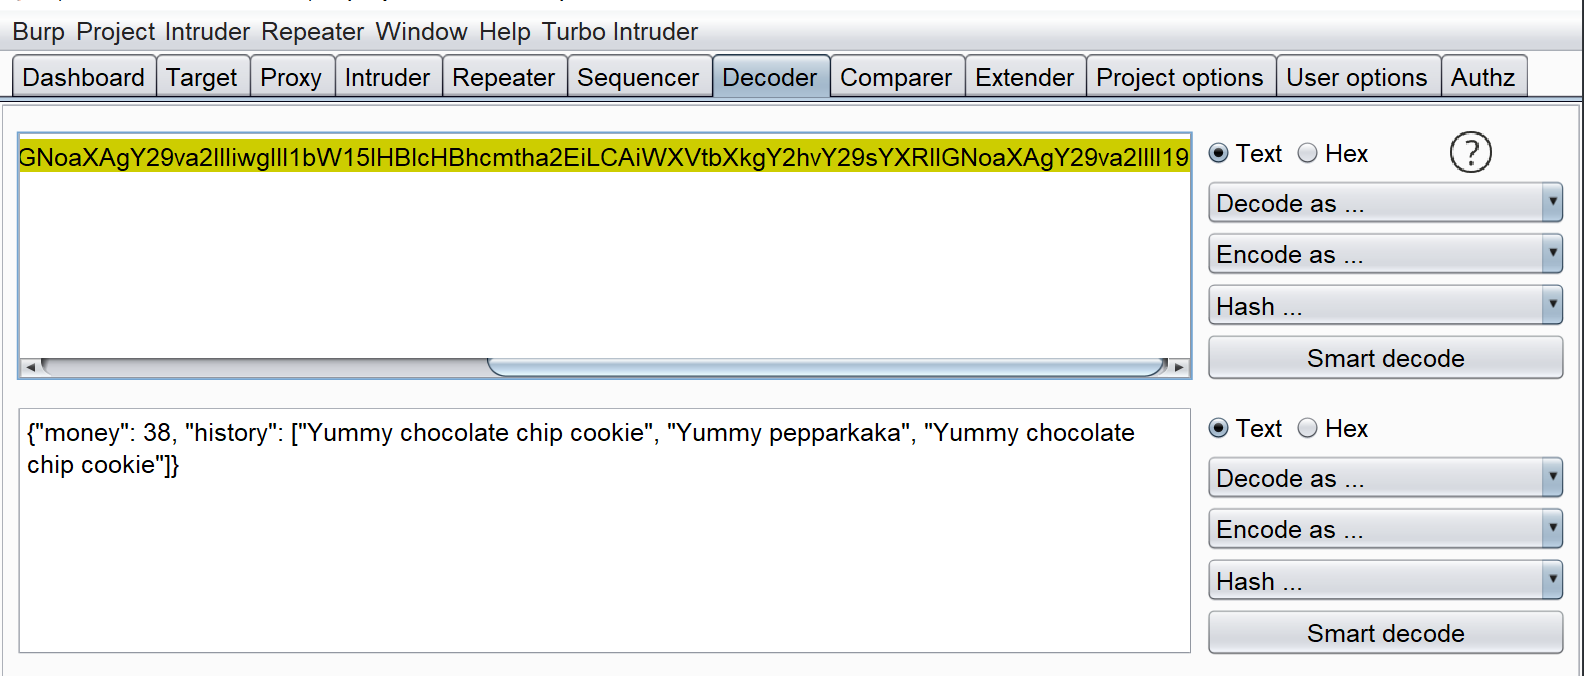 Burp Project Intruder Repeater Window Help Turbo Intruder
Dashboard Target Proxy Intruder Repeater Sequencer Decoder Comparer Extender Project options User options Authz
GNoaXAgY29va2llIiwgIll1bW15IHBlcHBhcmtha2EiLCAiWXVtbXkgY2hvY29sYXRlIGNoaXAgY29va2llIl19
Text Hex ?
Decode as ...
Encode as ...
Hash ...
Smart decode
{"money": 38, "history": ["Yummy chocolate chip cookie", "Yummy pepparkaka", "Yummy chocolate
chip cookie"]}
Text Hex
Decode as ...
Encode as ...
Hash ...
Smart decode